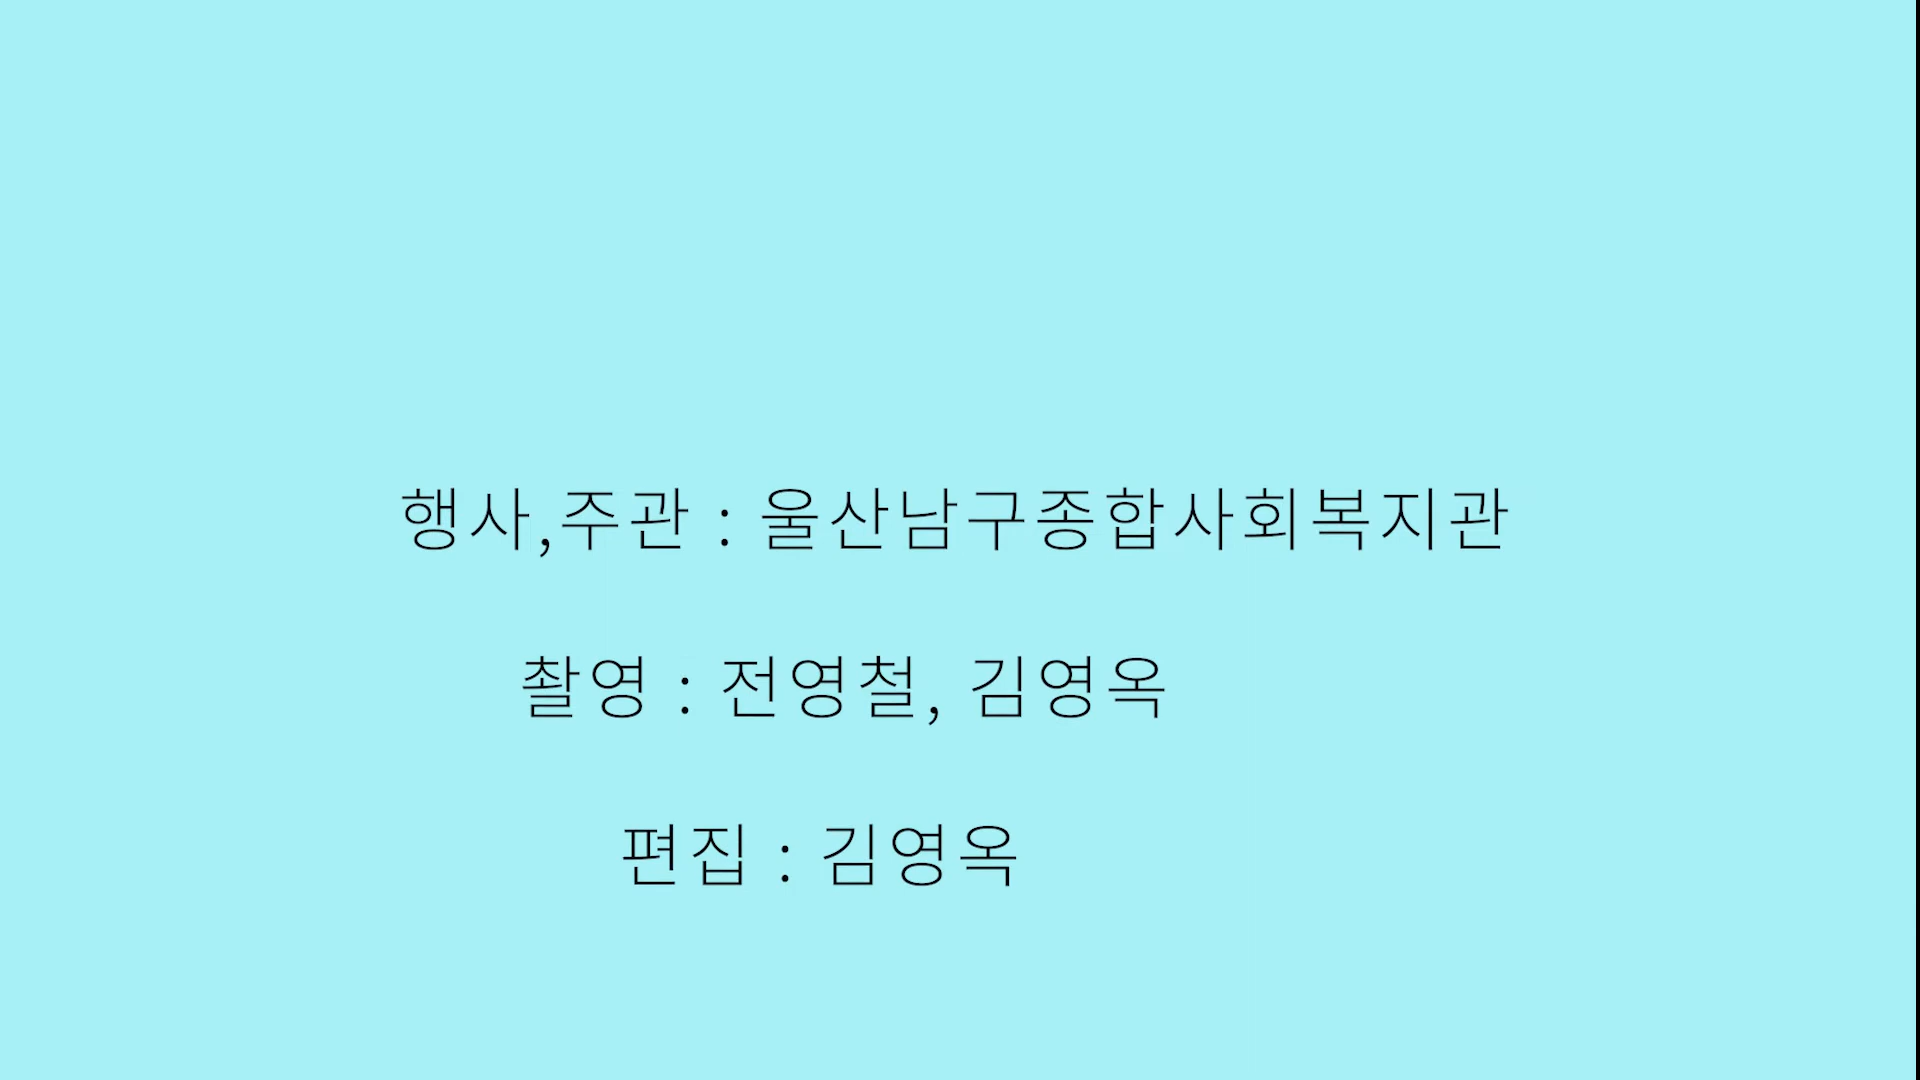 행사,주관 : 울산남구종합사회복지관
촬영 : 전영철, 김영옥
편집 : 김영옥